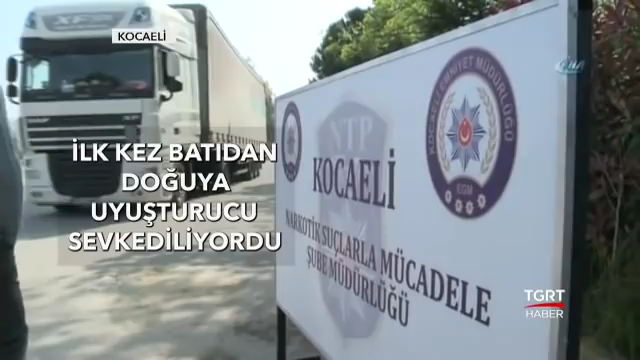 KOCAELİ
İLK KEZ BATIDAN
DOĞUYA
UYUŞTURUCU
SEVKEDİLİYORDU
NTP
KOCAELİ
NARKOTİK SUÇLARLA MÜCADELE
ŞUBE MÜDÜRLÜĞÜ
KOCAELİ EMNİYET MÜDÜRLÜĞÜ
EGM
TGRT
HABER